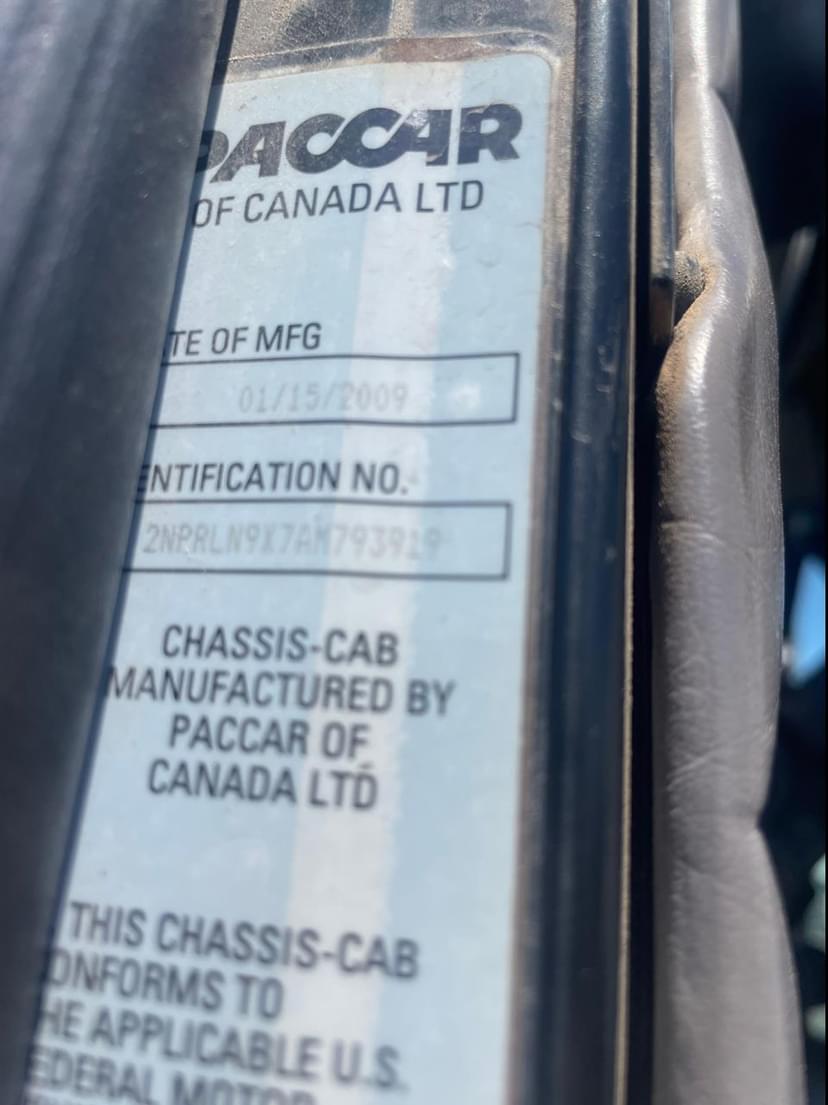 PACCAR
OF CANADA LTD
TE OF MFG
01/15/2009
ENTIFICATION NO.
2NPRLN9X7AM793919
CHASSIS-CAB
MANUFACTURED BY
PACCAR OF
CANADA LTD
THIS CHASSIS-CAB
ONFORMS TO
HE APPLICABLE U.S.
EDERAL MOTOR